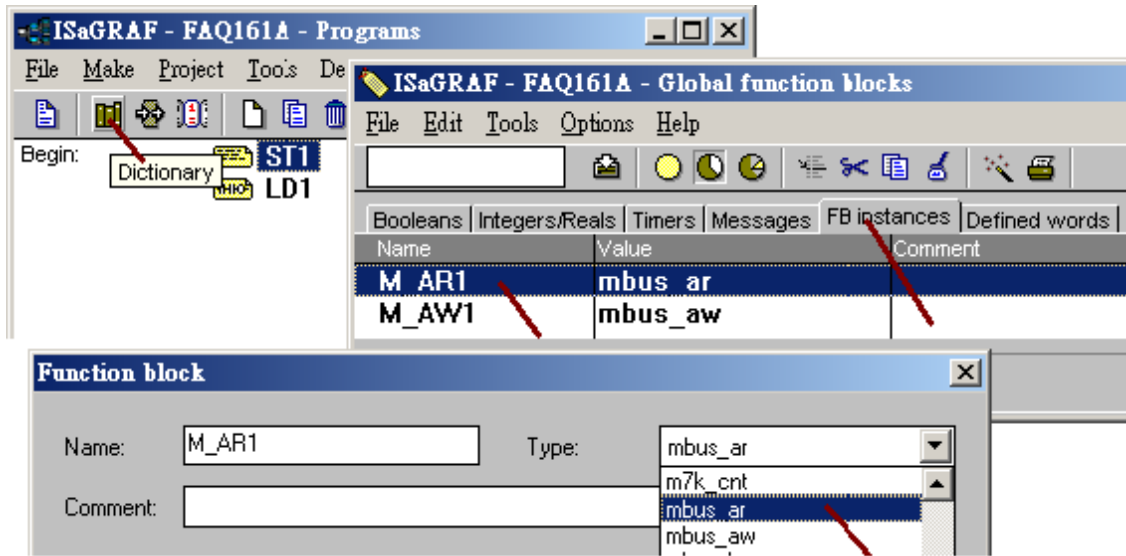 ISaGRAF - FAQ161A - Programs
File Make Project Tools De
Begin:
Dictionary
ST1
LD1
ISaGRAF - FAQ161A - Global function blocks
File Edit Tools Options Help
Booleans Integers/Reals Timers Messages FB instances Defined words
Name Value Comment
M_AR1 mbus_ar
M_AW1 mbus_aw
Function block
Name: M_AR1 Type: mbus_ar
m7k_cnt
Comment: mbus_ar
mbus_aw